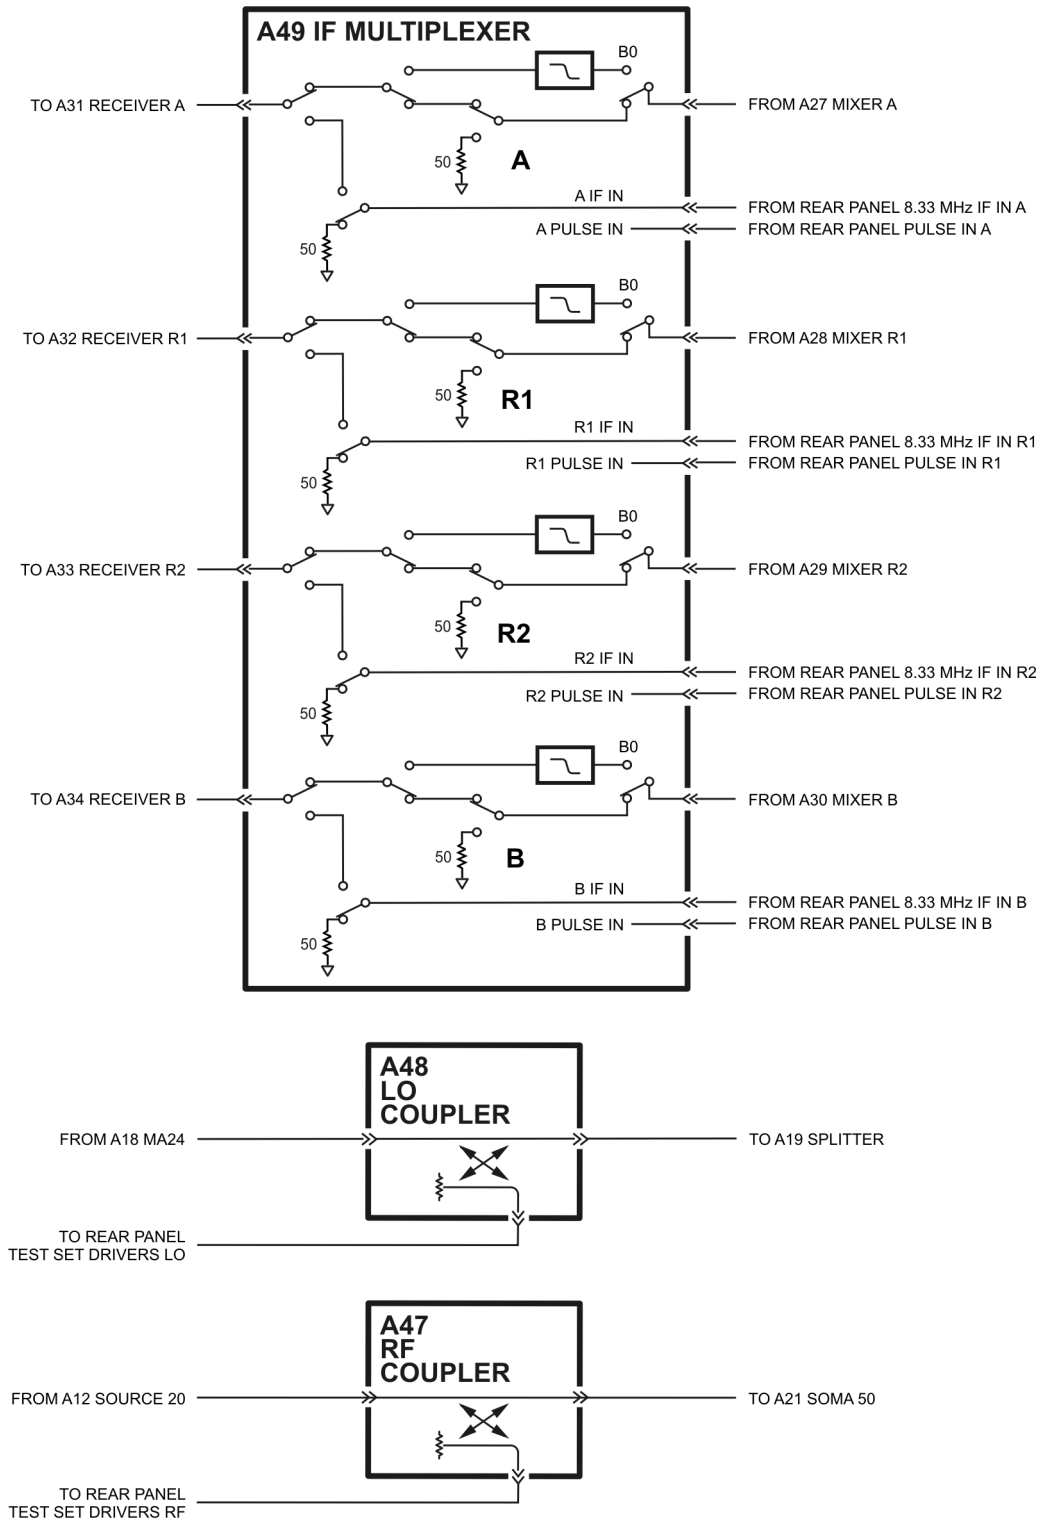 A49 IF MULTIPLEXER
B0
TO A31 RECEIVER A
FROM A27 MIXER A
50
A
A IF IN
FROM REAR PANEL 8.33 MHz IF IN A
A PULSE IN
FROM REAR PANEL PULSE IN A
50
B0
TO A32 RECEIVER R1
FROM A28 MIXER R1
50
R1
R1 IF IN
FROM REAR PANEL 8.33 MHz IF IN R1
R1 PULSE IN
FROM REAR PANEL PULSE IN R1
50
B0
TO A33 RECEIVER R2
FROM A29 MIXER R2
50
R2
R2 IF IN
FROM REAR PANEL 8.33 MHz IF IN R2
R2 PULSE IN
FROM REAR PANEL PULSE IN R2
50
B0
TO A34 RECEIVER B
FROM A30 MIXER B
50
B
B IF IN
FROM REAR PANEL 8.33 MHz IF IN B
B PULSE IN
FROM REAR PANEL PULSE IN B
50
A48
LO
COUPLER
FROM A18 MA24
TO A19 SPLITTER
TO REAR PANEL
TEST SET DRIVERS LO
A47
RF
COUPLER
FROM A12 SOURCE 20
TO A21 SOMA 50
TO REAR PANEL
TEST SET DRIVERS RF